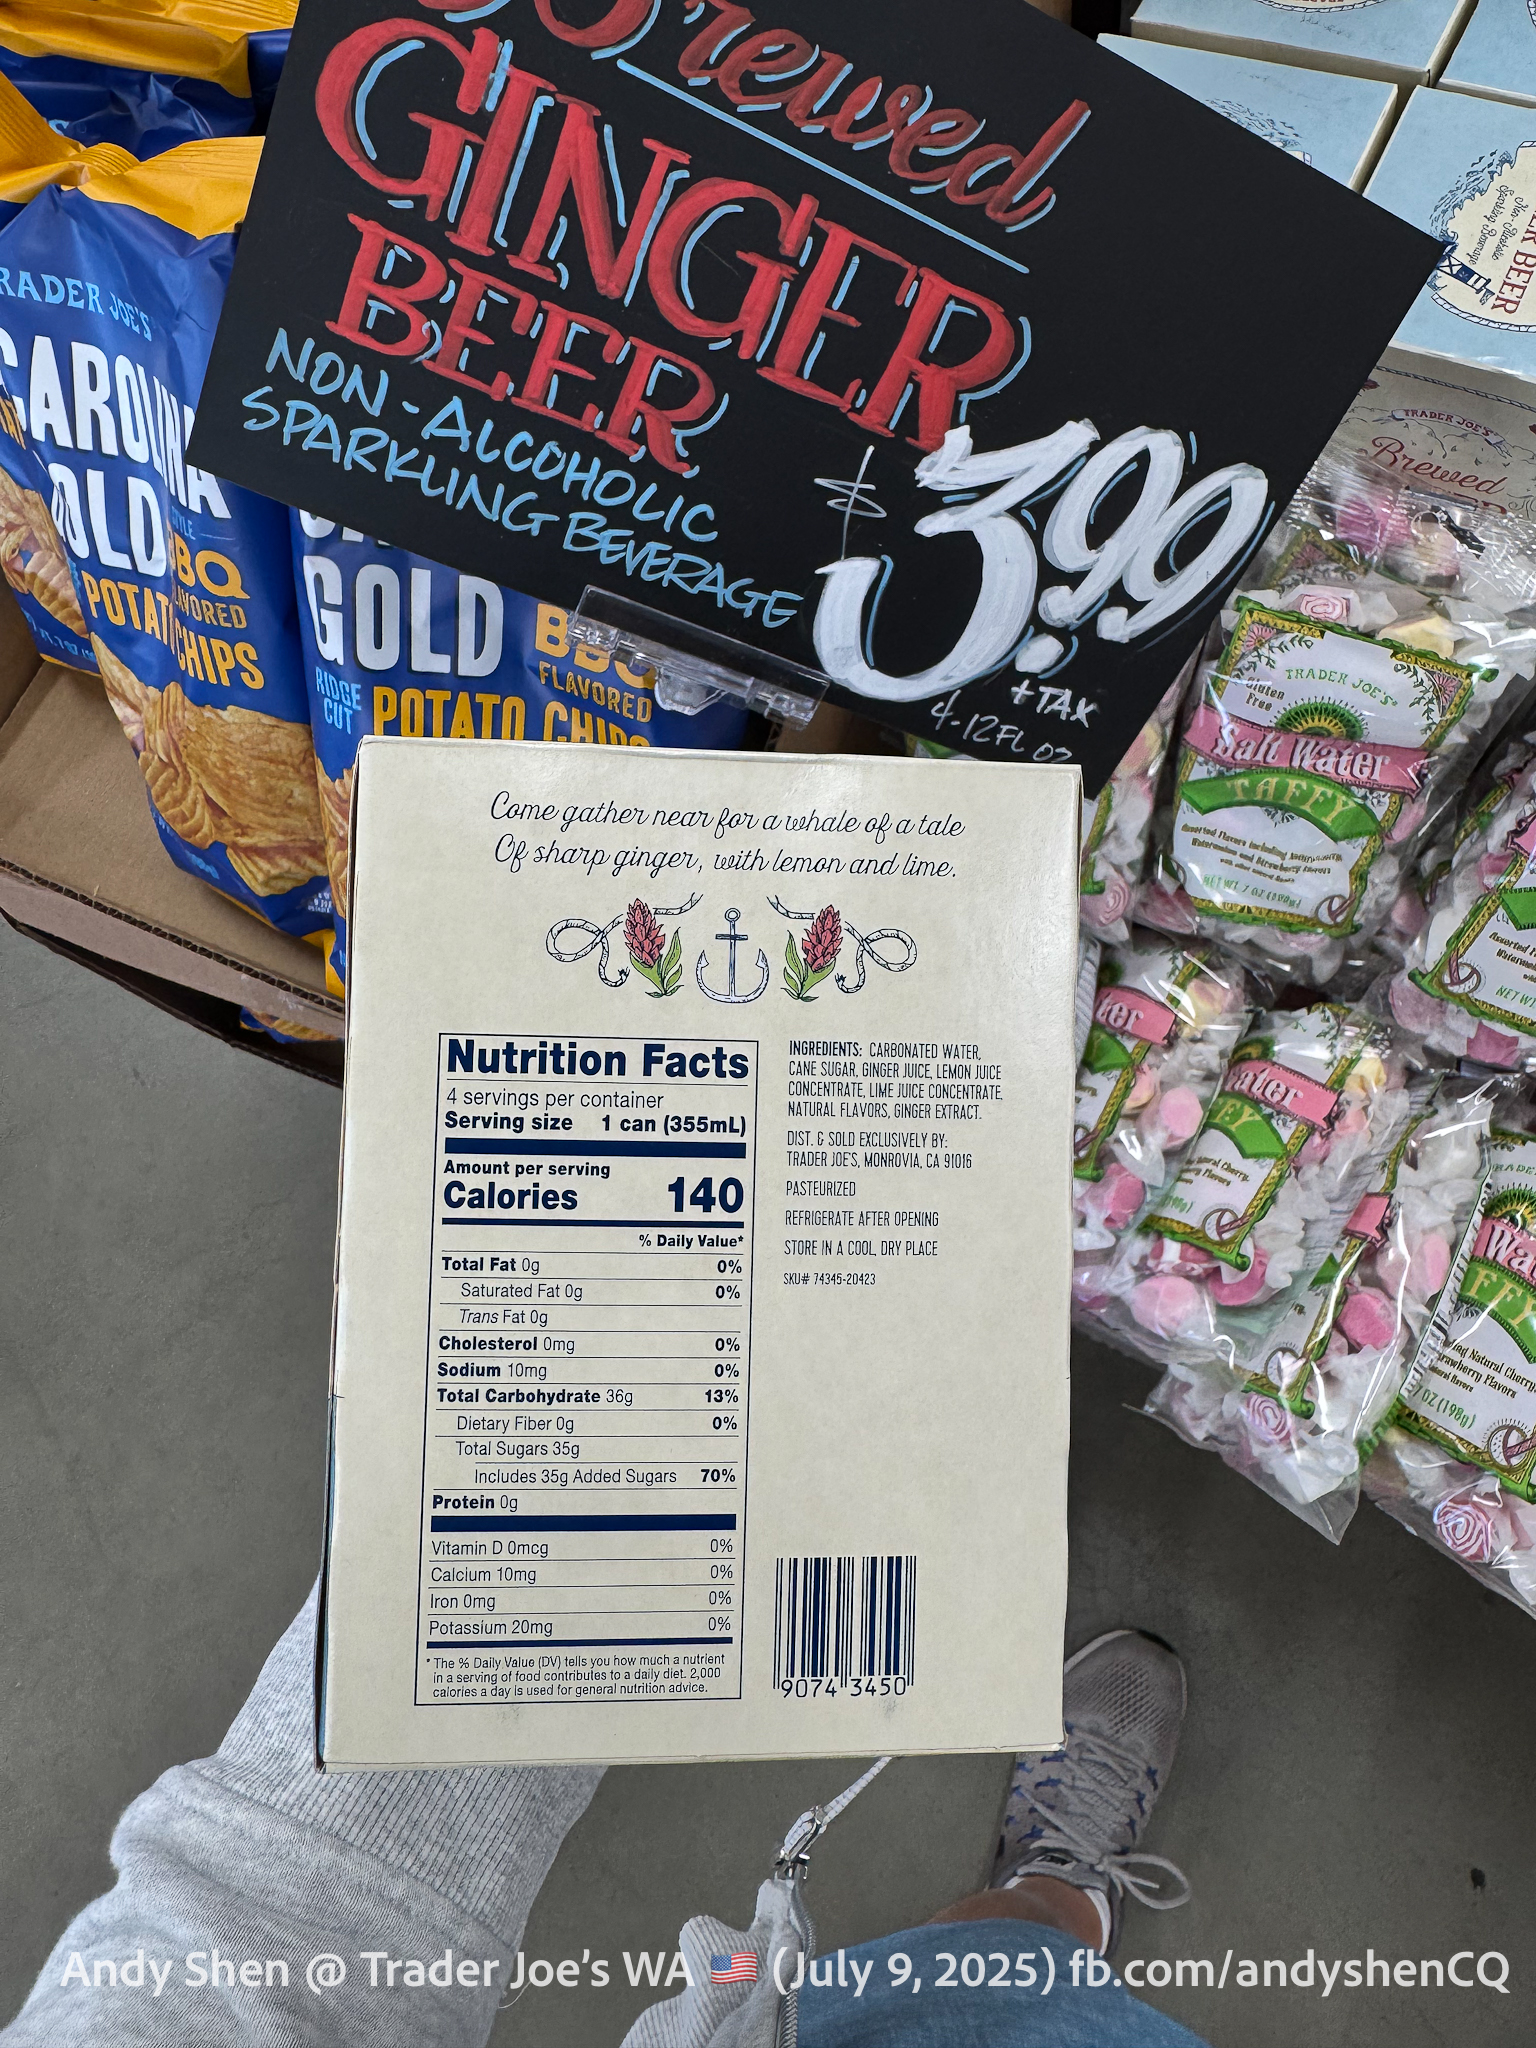 Brewed
GINGER
BEER
NON-ALCOHOLIC
SPARKLING BEVERAGE
$3.99
+TAX
4-12FL OZ
TRADER JOE'S
CAROLINA
GOLD
BBQ
FLAVORED
POTATO CHIPS
GOLD
RIDGE
CUT
BBQ
FLAVORED
POTATO CHIPS
BEER
TRADER JOE'S
Brewed
TRADER JOE'S
Gluten
Free
Salt Water
TAFFY
NET WT. 7 OZ (198g)
Come gather near for a whale of a tale
Of sharp ginger, with lemon and lime.
Nutrition Facts
4 servings per container
Serving size 1 can (355mL)
Amount per serving
Calories 140
% Daily Value*
Total Fat 0g 0%
Saturated Fat 0g 0%
Trans Fat 0g
Cholesterol 0mg 0%
Sodium 10mg 0%
Total Carbohydrate 36g 13%
Dietary Fiber 0g 0%
Total Sugars 35g
Includes 35g Added Sugars 70%
Protein 0g
Vitamin D 0mcg 0%
Calcium 10mg 0%
Iron 0mg 0%
Potassium 20mg 0%
* The % Daily Value (DV) tells you how much a nutrient
in a serving of food contributes to a daily diet. 2,000
calories a day is used for general nutrition advice.
INGREDIENTS: CARBONATED WATER,
CANE SUGAR, GINGER JUICE, LEMON JUICE
CONCENTRATE, LIME JUICE CONCENTRATE,
NATURAL FLAVORS, GINGER EXTRACT.
DIST. & SOLD EXCLUSIVELY BY:
TRADER JOE'S, MONROVIA, CA 91016
PASTEURIZED
REFRIGERATE AFTER OPENING
STORE IN A COOL, DRY PLACE
SKU# 74345-20423
9074 3450
Andy Shen @ Trader Joe's WA 🇺🇸 (July 9, 2025) fb.com/andyshenCQ